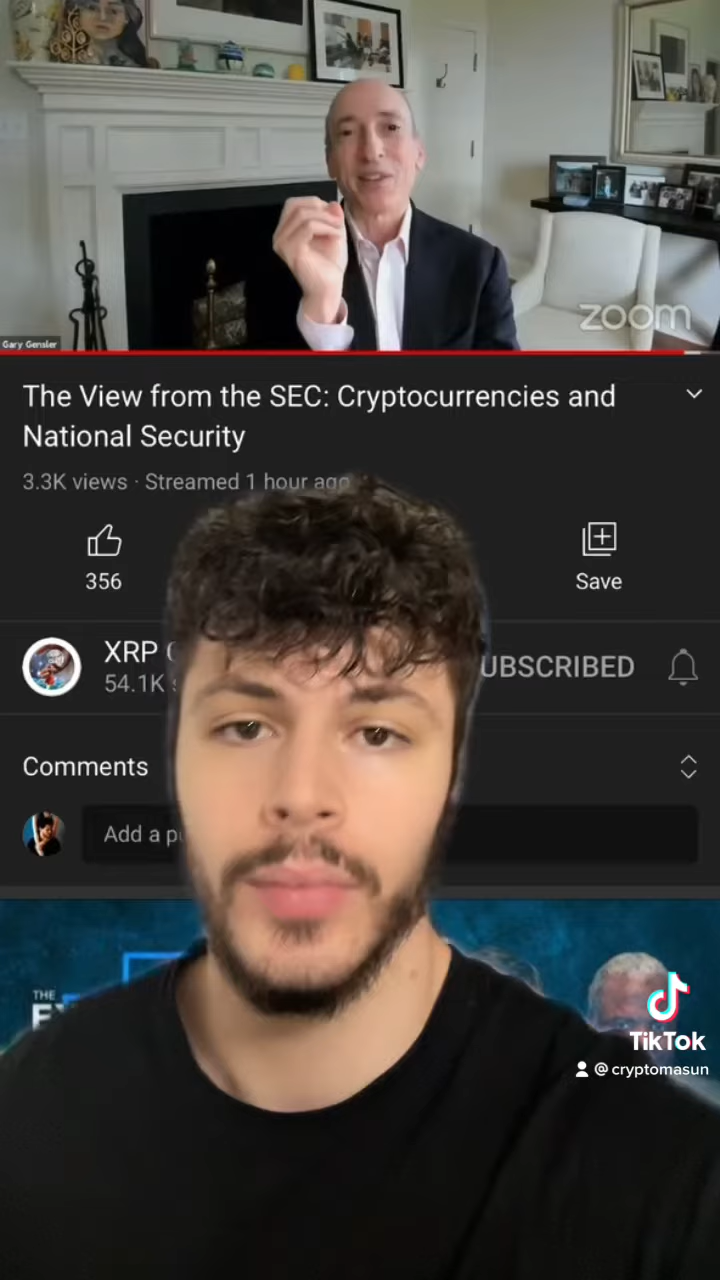 zoom
Gary Gensler
The View from the SEC: Cryptocurrencies and
National Security
3.3K views · Streamed 1 hour ago
356
Save
XRP
54.1K
UBSCRIBED
Comments
Add a
THE
TikTok
@cryptomasun